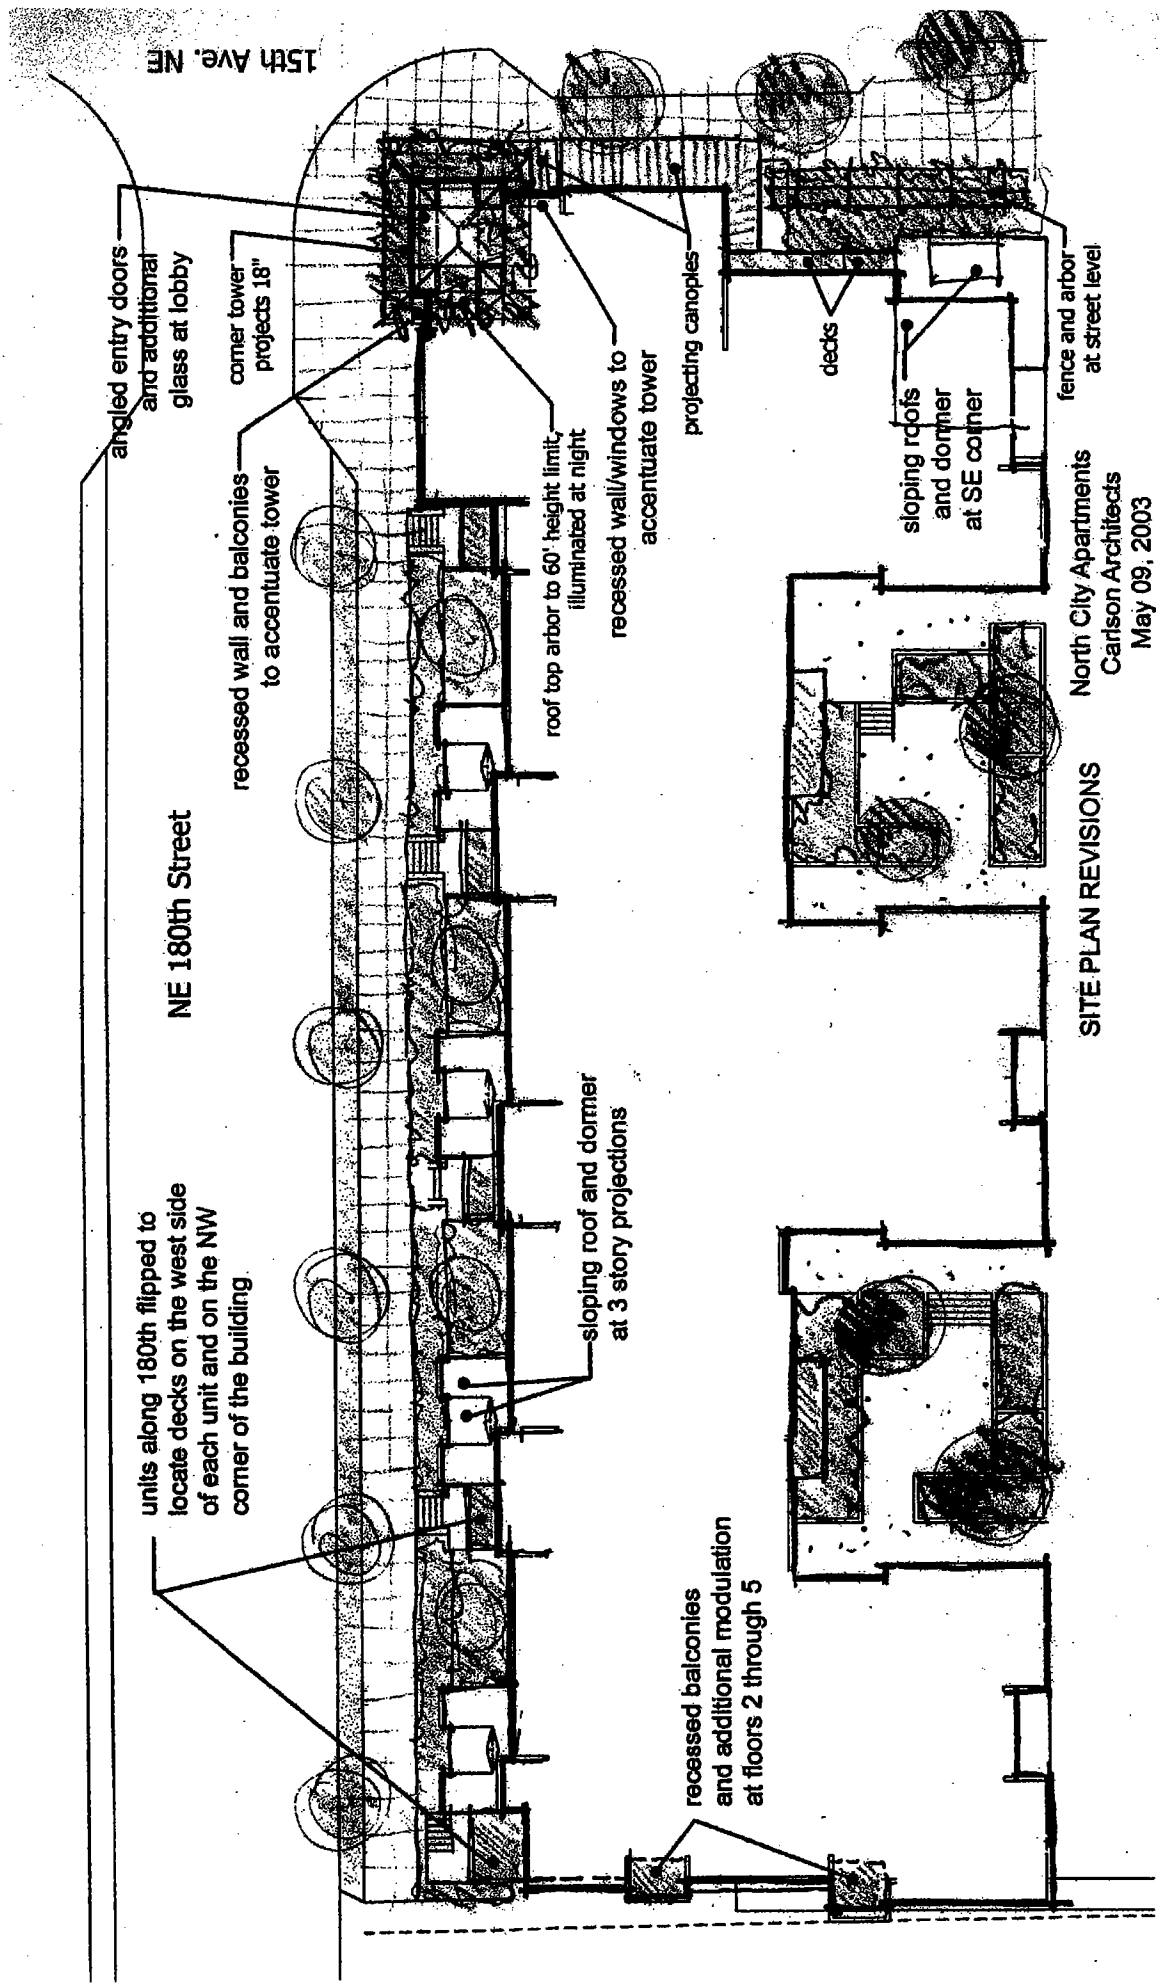 15th Ave. NE
angled entry doors
and additional
glass at lobby
corner tower
projects 18"
recessed wall and balconies
to accentuate tower
NE 180th Street
units along 180th flipped to
locate decks on the west side
of each unit and on the NW
corner of the building
roof top arbor to 60' height limit,
illuminated at night
recessed wall/windows to
accentuate tower
projecting canopies
decks
sloping roofs
and dormer
at SE corner
fence and arbor
at street level
sloping roof and dormer
at 3 story projections
recessed balconies
and additional modulation
at floors 2 through 5
SITE PLAN REVISIONS
North City Apartments
Carlson Architects
May 09, 2003